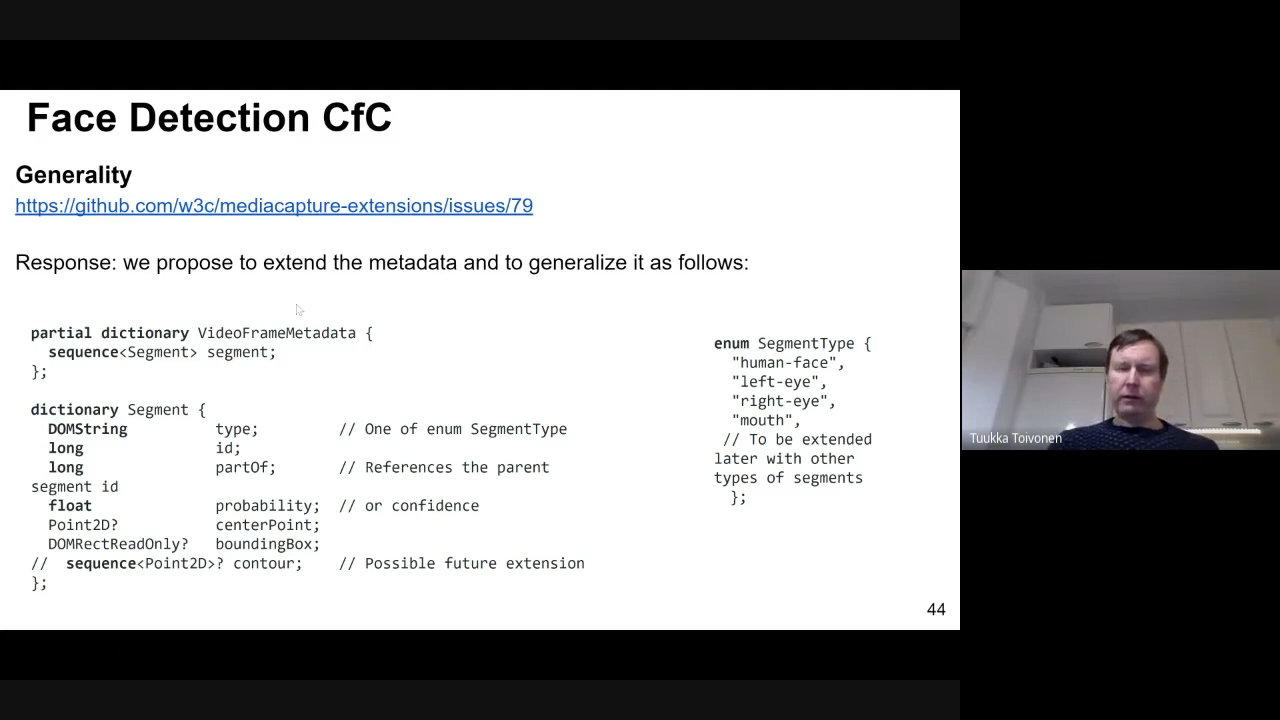 Face Detection CfC
Generality
https://github.com/w3c/mediacapture-extensions/issues/79
Response: we propose to extend the metadata and to generalize it as follows:
partial dictionary VideoFrameMetadata {
  sequence<Segment> segment;
};
dictionary Segment {
  DOMString          type;         // One of enum SegmentType
  long               id;
  long               partOf;       // References the parent
segment id
  float              probability;  // or confidence
  Point2D?           centerPoint;
  DOMRectReadOnly?   boundingBox;
//  sequence<Point2D>? contour;    // Possible future extension
};
enum SegmentType {
  "human-face",
  "left-eye",
  "right-eye",
  "mouth",
 // To be extended
later with other
types of segments
  };
44
Tuukka Toivonen